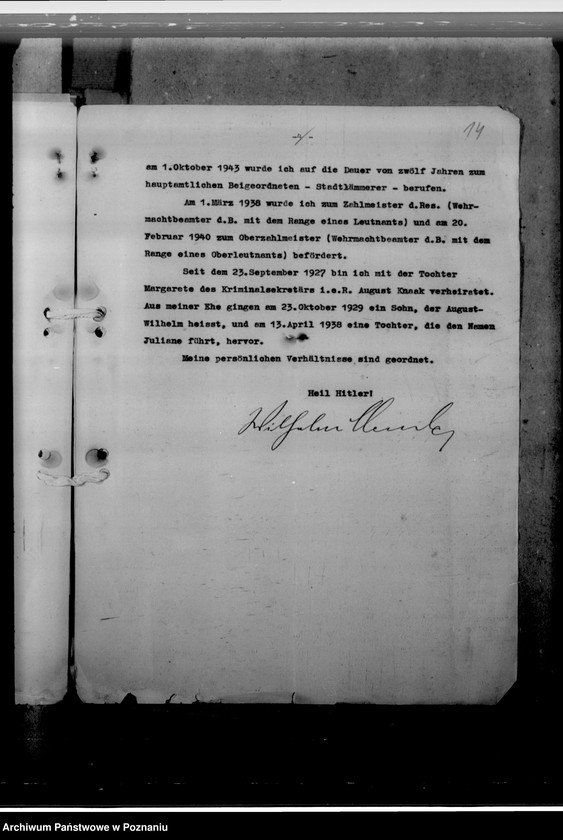 14
am 1.Oktober 1943 wurde ich auf die Dauer von zwölf Jahren zum
hauptamtlichen Beigeordneten - Stadtlämmerer - berufen.
Am 1.März 1938 wurde ich zum Zahlmeister d.Res. (Wehr-
machtbeamter d.B. mit dem Range eines Leutnants) und am 20.
Februar 1940 zum Oberzahlmeister (Wehrmachtbeamter d.B. mit dem
Range eines Oberleutnants) befördert.
Seit dem 23.September 1927 bin ich mit der Tochter
Margarete des Kriminalsekretärs i.e.R. August Knaak verheiratet.
Aus meiner Ehe gingen am 23.Oktober 1929 ein Sohn, der August-
Wilhelm heisst, und am 13.April 1938 eine Tochter, die den Namen
Juliane führt, hervor.
Meine persönlichen Verhältnisse sind geordnet.
Heil Hitler!
Wilhelm
Archiwum Państwowe w Poznaniu